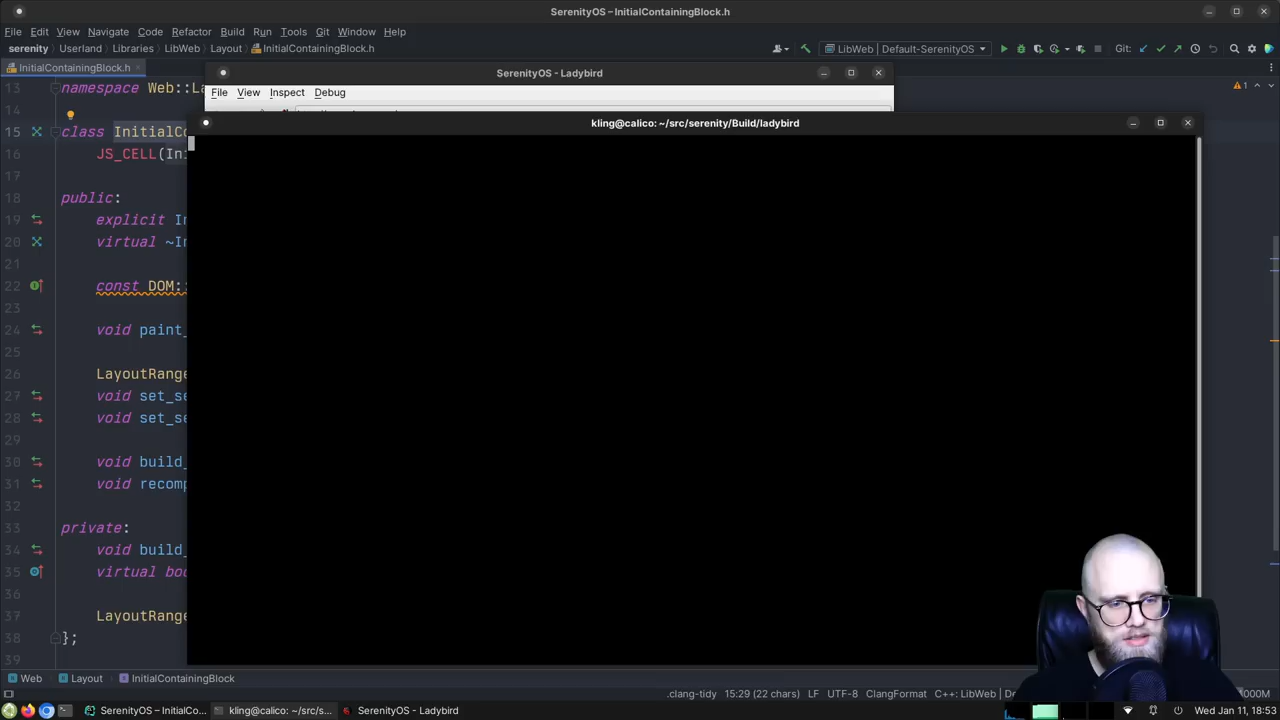 SerenityOS – InitialContainingBlock.h
File Edit View Navigate Code Refactor Build Run Tools Git Window Help
serenity › Userland › Libraries › LibWeb › Layout › InitialContainingBlock.h
LibWeb | Default-SerenityOS
Git:
InitialContainingBlock.h
SerenityOS - Ladybird
File View Inspect Debug
kling@calico: ~/src/serenity/Build/ladybird
1
13 namespace Web::La
14
15 class InitialCo
16 JS_CELL(Ini
17
18 public:
19 explicit In
20 virtual ~In
21
22 const DOM::
23
24 void paint_
25
26 LayoutRange
27 void set_se
28 void set_se
29
30 void build_
31 void recomp
32
33 private:
34 void build_
35 virtual boo
36
37 LayoutRange
38 };
39
Web › Layout › InitialContainingBlock.h
.clang-tidy 15:29 (22 chars) LF UTF-8 ClangFormat C++: LibWeb | De
000M
SerenityOS – InitialCo...
kling@calico: ~/src/s...
SerenityOS - Ladybird
Wed Jan 11, 18:53